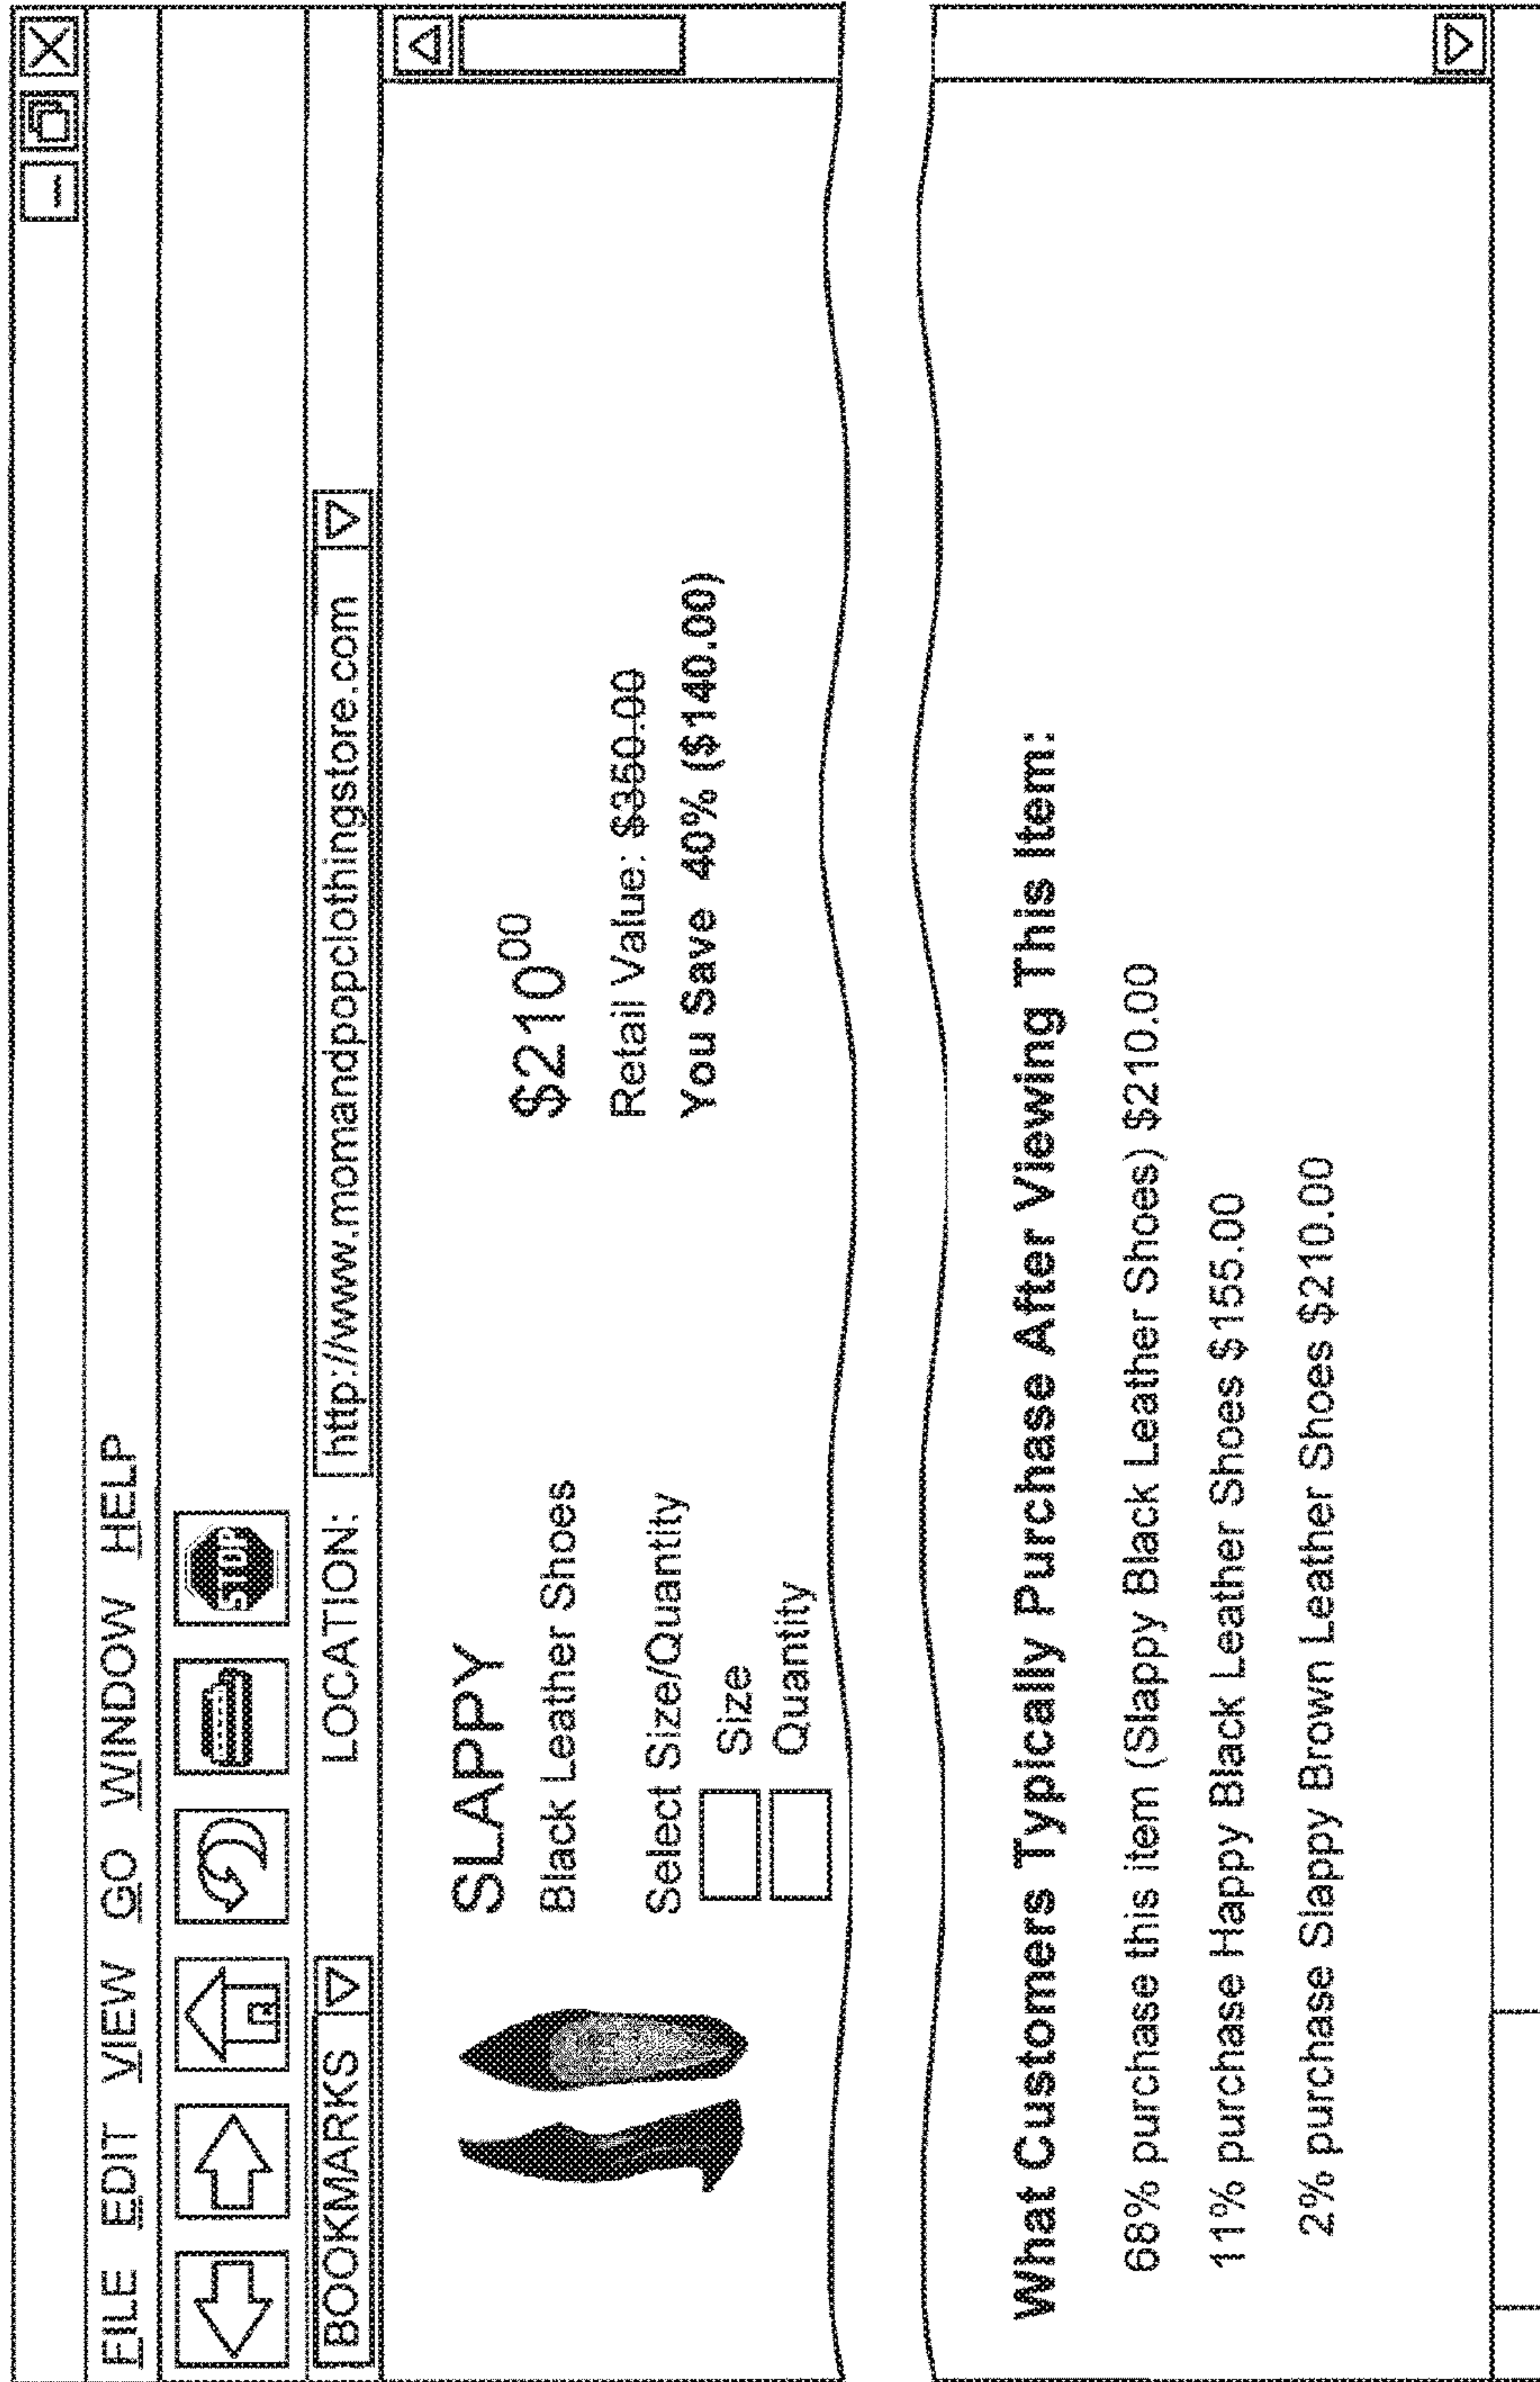 FILE EDIT VIEW GO WINDOW HELP
STOP
BOOKMARKS LOCATION: http://www.momandpopclothingstore.com
SLAPPY
Black Leather Shoes
$210.00
Select Size/Quantity
Size
Quantity
Retail Value: $350.00
You Save 40% ($140.00)
What Customers Typically Purchase After Viewing This Item:
68% purchase this item (Slappy Black Leather Shoes) $210.00
11% purchase Happy Black Leather Shoes $155.00
2% purchase Slappy Brown Leather Shoes $210.00